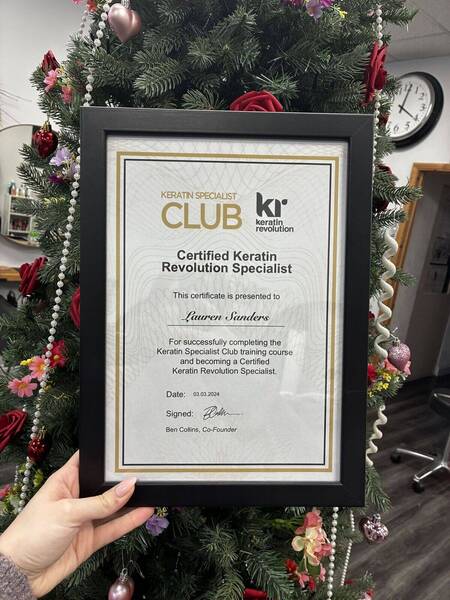 KERATIN SPECIALIST
CLUB
kr
keratin
revolution
Certified Keratin
Revolution Specialist
This certificate is presented to
Lauren Sanders
For successfully completing the
Keratin Specialist Club training course
and becoming a Certified
Keratin Revolution Specialist.
Date: 03.03.2024
Signed:
Ben Collins, Co-Founder